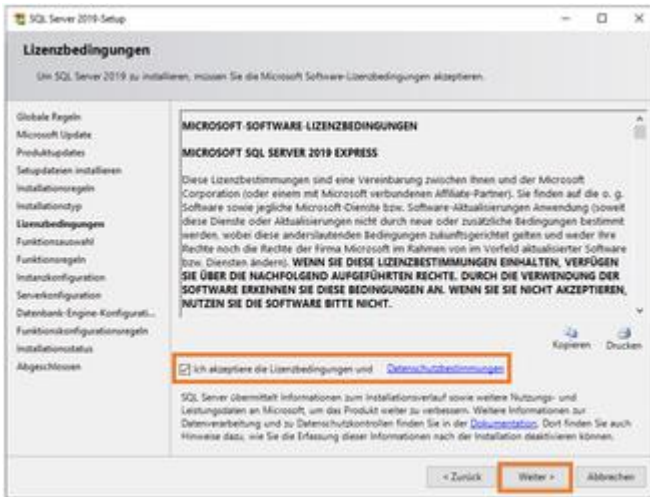 SQL Server 2019-Setup
Lizenzbedingungen
Um SQL Server 2019 zu installieren, müssen Sie die Microsoft Software-Lizenzbedingungen akzeptieren.
Globale Regeln
Microsoft Update
Produktupdates
Setupdateien installieren
Installationsregeln
Installationstyp
Lizenzbedingungen
Funktionsauswahl
Funktionsregeln
Instanzkonfiguration
Serverkonfiguration
Datenbank-Engine-Konfigurati...
Funktionskonfigurationsregeln
Installationsstatus
Abgeschlossen
MICROSOFT-SOFTWARE-LIZENZBEDINGUNGEN
MICROSOFT SQL SERVER 2019 EXPRESS
Diese Lizenzbestimmungen sind eine Vereinbarung zwischen Ihnen und der Microsoft
Corporation (oder einem mit Microsoft verbundenen Affiliate-Partner). Sie finden auf die o. g.
Software sowie jegliche Microsoft-Dienste bzw. Software-Aktualisierungen Anwendung (soweit
diese Dienste oder Aktualisierungen nicht durch neue oder zusätzliche Bedingungen bestimmt
werden, wobei diese anderslautenden Bedingungen zukunftsgerichtet gelten und weder Ihre
Rechte noch die Rechte der Firma Microsoft im Rahmen von im Vorfeld aktualisierter Software
bzw. Diensten ändern). WENN SIE DIESE LIZENZBESTIMMUNGEN EINHALTEN, VERFÜGEN
SIE ÜBER DIE NACHFOLGEND AUFGEFÜHRTEN RECHTE. DURCH DIE VERWENDUNG DER
SOFTWARE ERKENNEN SIE DIESE BEDINGUNGEN AN. WENN SIE SIE NICHT AKZEPTIEREN,
NUTZEN SIE DIE SOFTWARE BITTE NICHT.
Kopieren Drucken
Ich akzeptiere die Lizenzbedingungen und Datenschutzbestimmungen
SQL Server übermittelt Informationen zum Installationsverlauf sowie weitere Nutzungs- und
Leistungsdaten an Microsoft, um das Produkt weiter zu verbessern. Weitere Informationen zur
Datenverarbeitung und zu Datenschutzkontrollen finden Sie in der Dokumentation. Dort finden Sie auch
Hinweise dazu, wie Sie die Erfassung dieser Informationen nach der Installation deaktivieren können.
< Zurück Weiter > Abbrechen